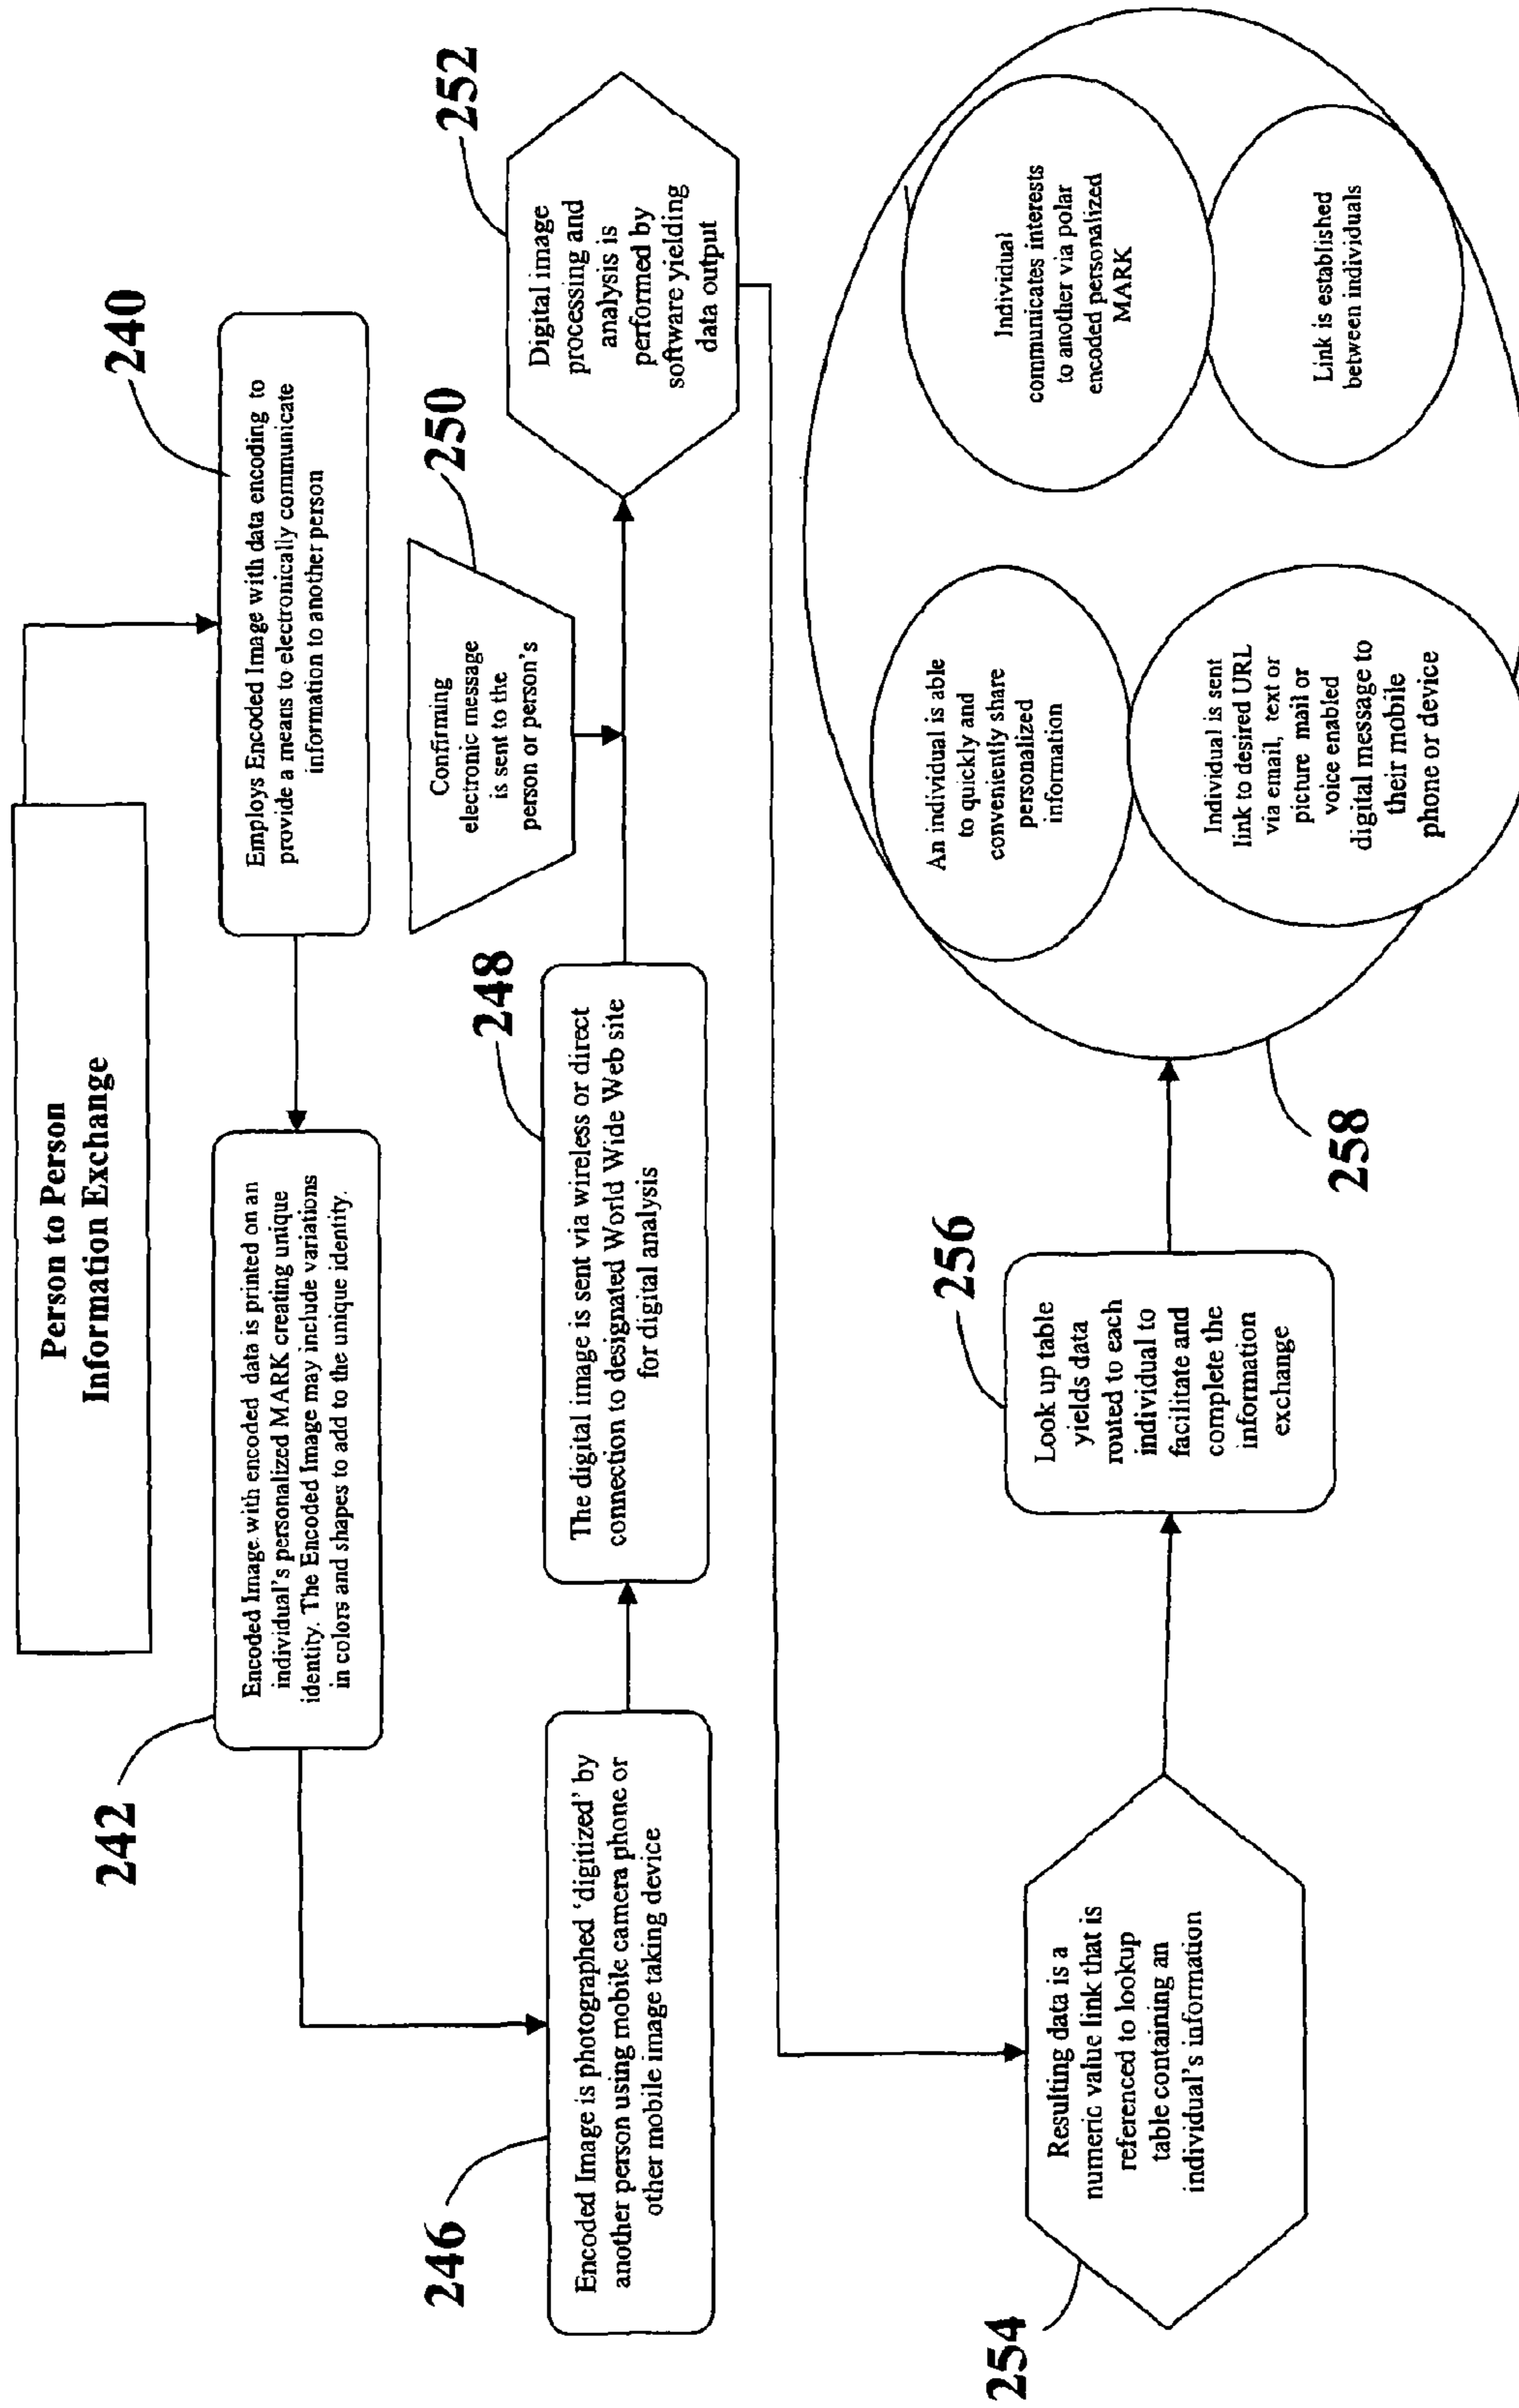 Person to Person
Information Exchange
240
Employs Encoded Image with data encoding to
provide a means to electronically communicate
information to another person
242
Encoded Image with encoded data is printed on an
individual's personalized MARK creating unique
identity. The Encoded Image may include variations
in colors and shapes to add to the unique identity.
246
Encoded Image is photographed 'digitized' by
another person using mobile camera phone or
other mobile image taking device
248
The digital image is sent via wireless or direct
connection to designated World Wide Web site
for digital analysis
250
Confirming
electronic message
is sent to the
person or person's
252
Digital image
processing and
analysis is
performed by
software yielding
data output
254
Resulting data is a
numeric value link that is
referenced to lookup
table containing an
individual's information
256
Look up table
yields data
routed to each
individual to
facilitate and
complete the
information
exchange
258
An individual is able
to quickly and
conveniently share
personalized
information
Individual
communicates interests
to another via polar
encoded personalized
MARK
Individual is sent
link to desired URL
via email, text or
picture mail or
voice enabled
digital message to
their mobile
phone or device
Link is established
between individuals